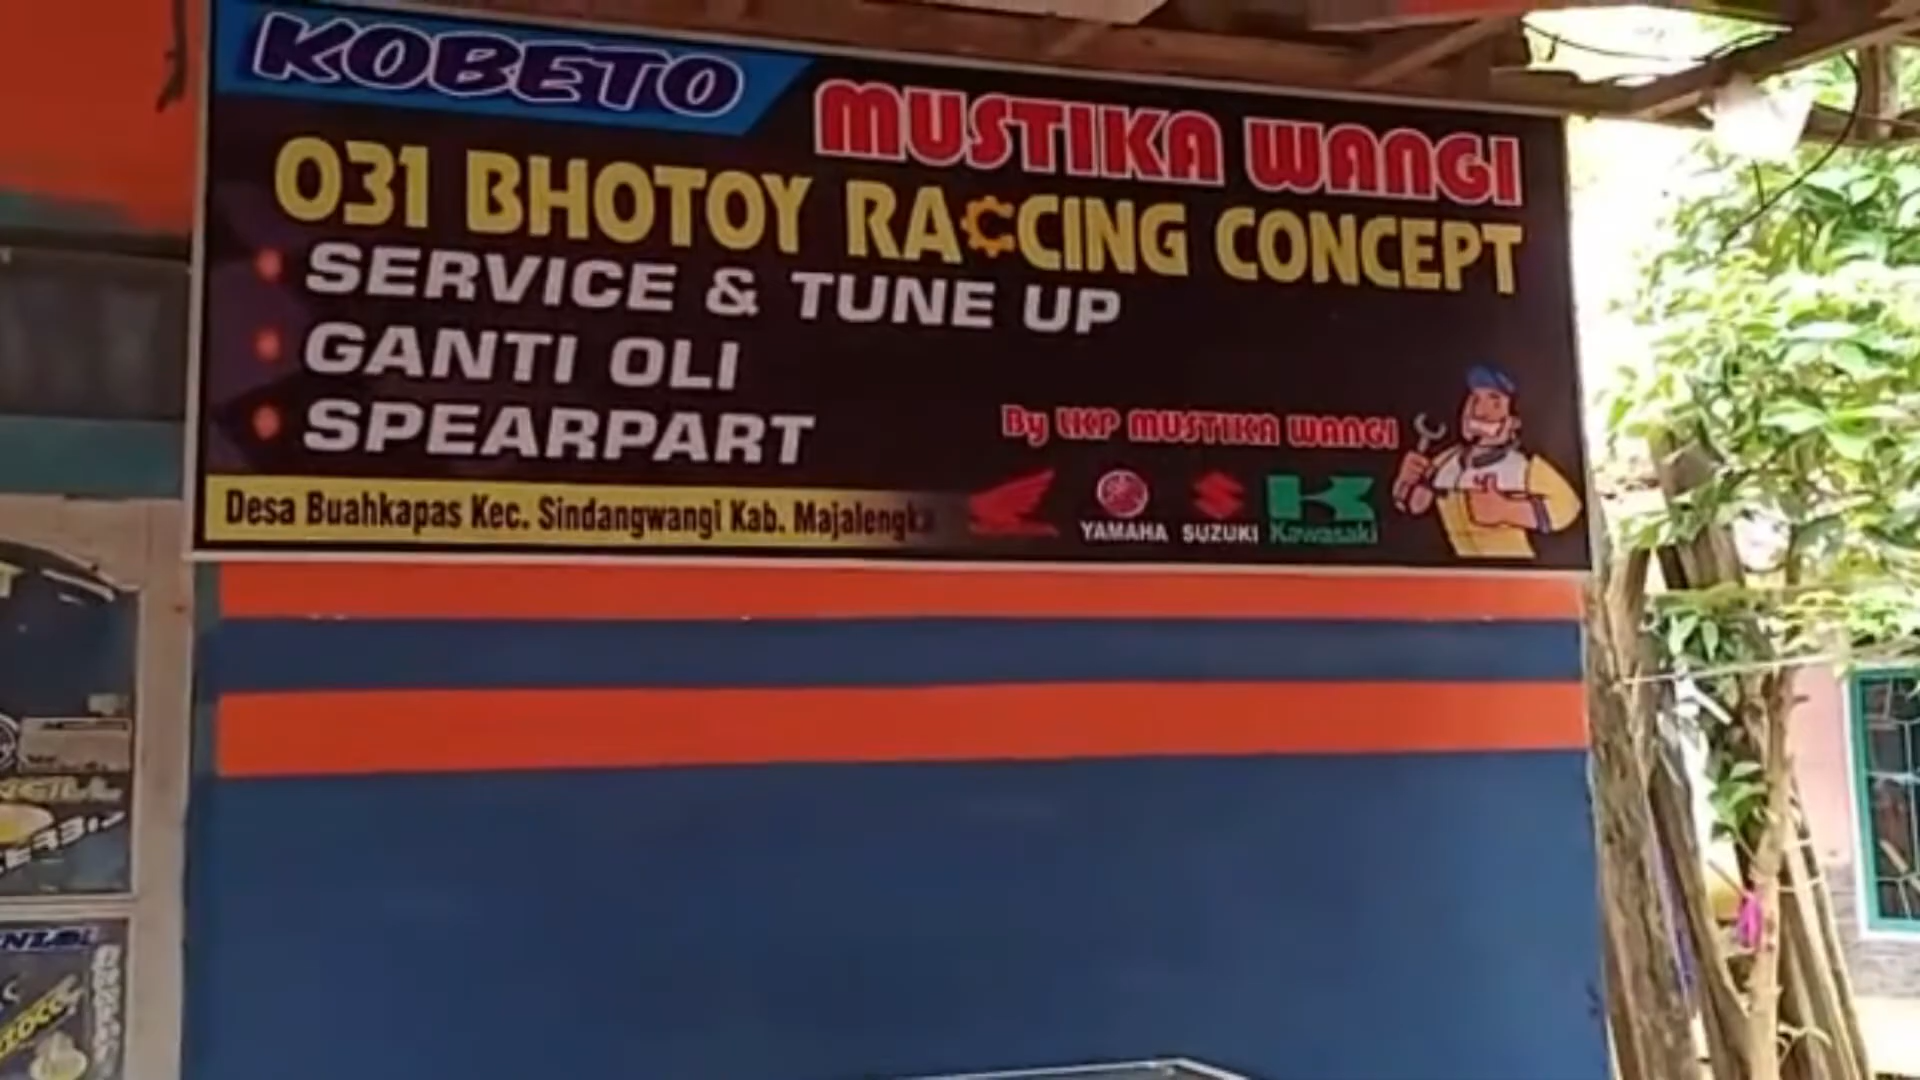 KOBETO
MUSTIKA WANGI
031 BHOTOY RACCING CONCEPT
SERVICE & TUNE UP
GANTI OLI
SPEARPART
By LKP MUSTIKA WANGI
Desa Buahkapas Kec. Sindangwangi Kab. Majalengka
YAMAHA SUZUKI Kawasaki